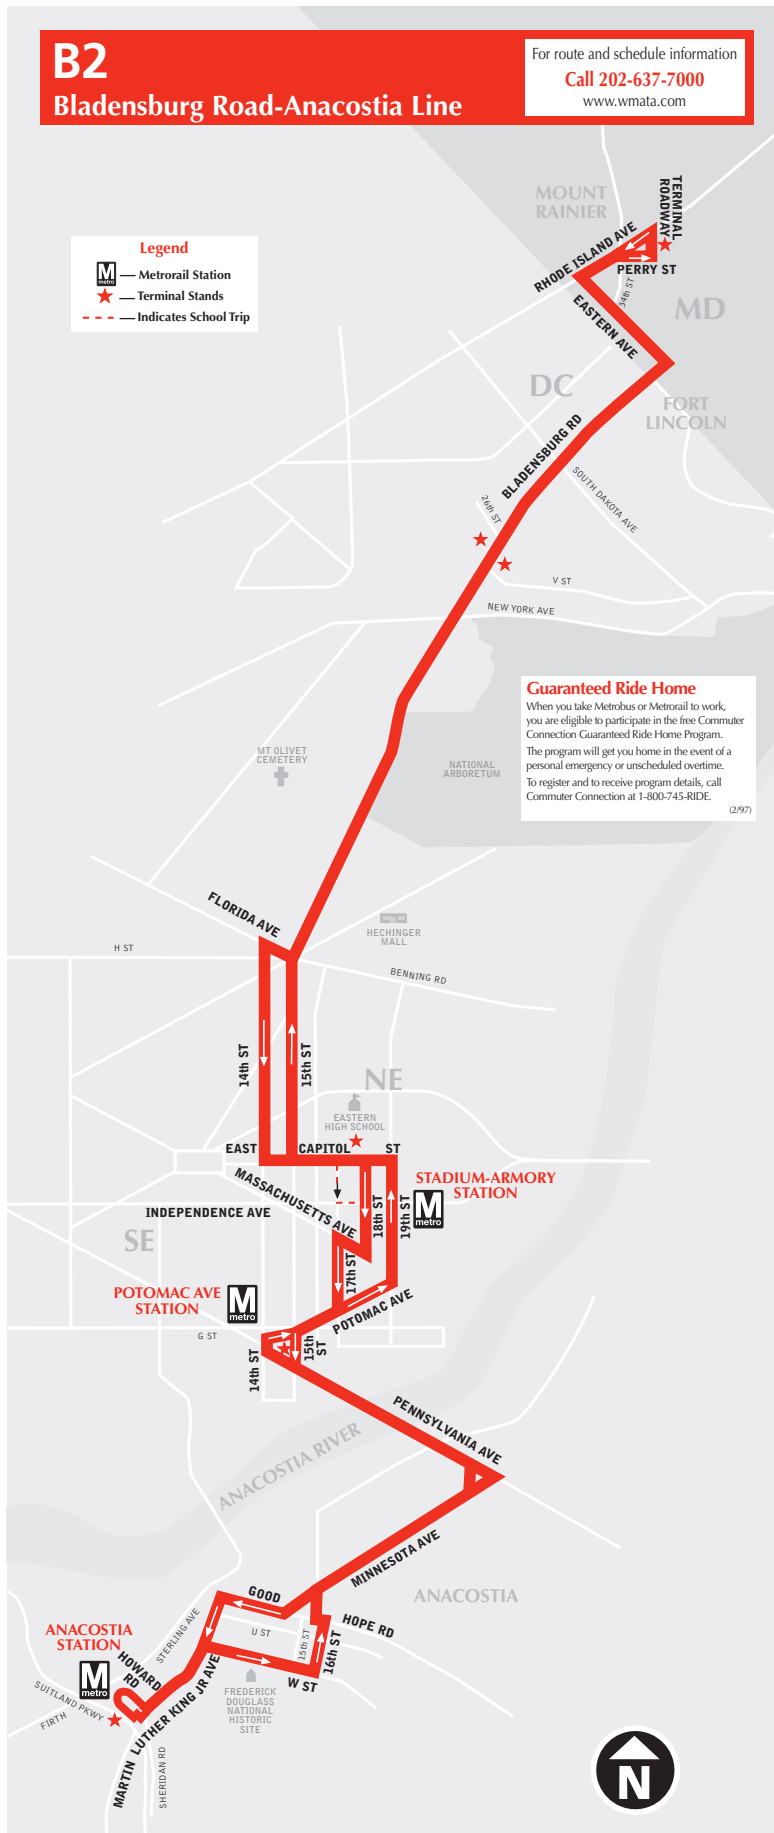 B2
Bladensburg Road-Anacostia Line
For route and schedule information
Call 202-637-7000
www.wmata.com
Legend
M
metro
Metrorail Station
Terminal Stands
Indicates School Trip
MOUNT
RAINIER
TERMINAL
ROADWAY
RHODE ISLAND AVE
PERRY ST
34th ST
MD
EASTERN AVE
DC
FORT
LINCOLN
BLADENSBURG RD
SOUTH DAKOTA AVE
26th ST
V ST
NEW YORK AVE
Guaranteed Ride Home
When you take Metrobus or Metrorail to work,
you are eligible to participate in the free Commuter
Connection Guaranteed Ride Home Program.
The program will get you home in the event of a
personal emergency or unscheduled overtime.
To register and to receive program details, call
Commuter Connection at 1-800-745-RIDE.
(2/97)
MT OLIVET
CEMETERY
NATIONAL
ARBORETUM
FLORIDA AVE
HECHINGER
MALL
H ST
BENNING RD
14th ST
15th ST
NE
EASTERN
HIGH SCHOOL
EAST
CAPITOL
ST
MASSACHUSETTS AVE
STADIUM-ARMORY
STATION
M
metro
INDEPENDENCE AVE
18th ST
19th ST
SE
17th ST
POTOMAC AVE
STATION
M
metro
POTOMAC AVE
G ST
14th ST
15th
ST
PENNSYLVANIA AVE
ANACOSTIA RIVER
MINNESOTA AVE
ANACOSTIA
GOOD
HOPE RD
ANACOSTIA
STATION
M
metro
STERLING AVE
U ST
15th ST
16th ST
HOWARD
RD
W ST
SUITLAND PKWY
FIRTH
FREDERICK
DOUGLASS
NATIONAL
HISTORIC
SITE
MARTIN LUTHER KING JR AVE
SHERIDAN RD
N